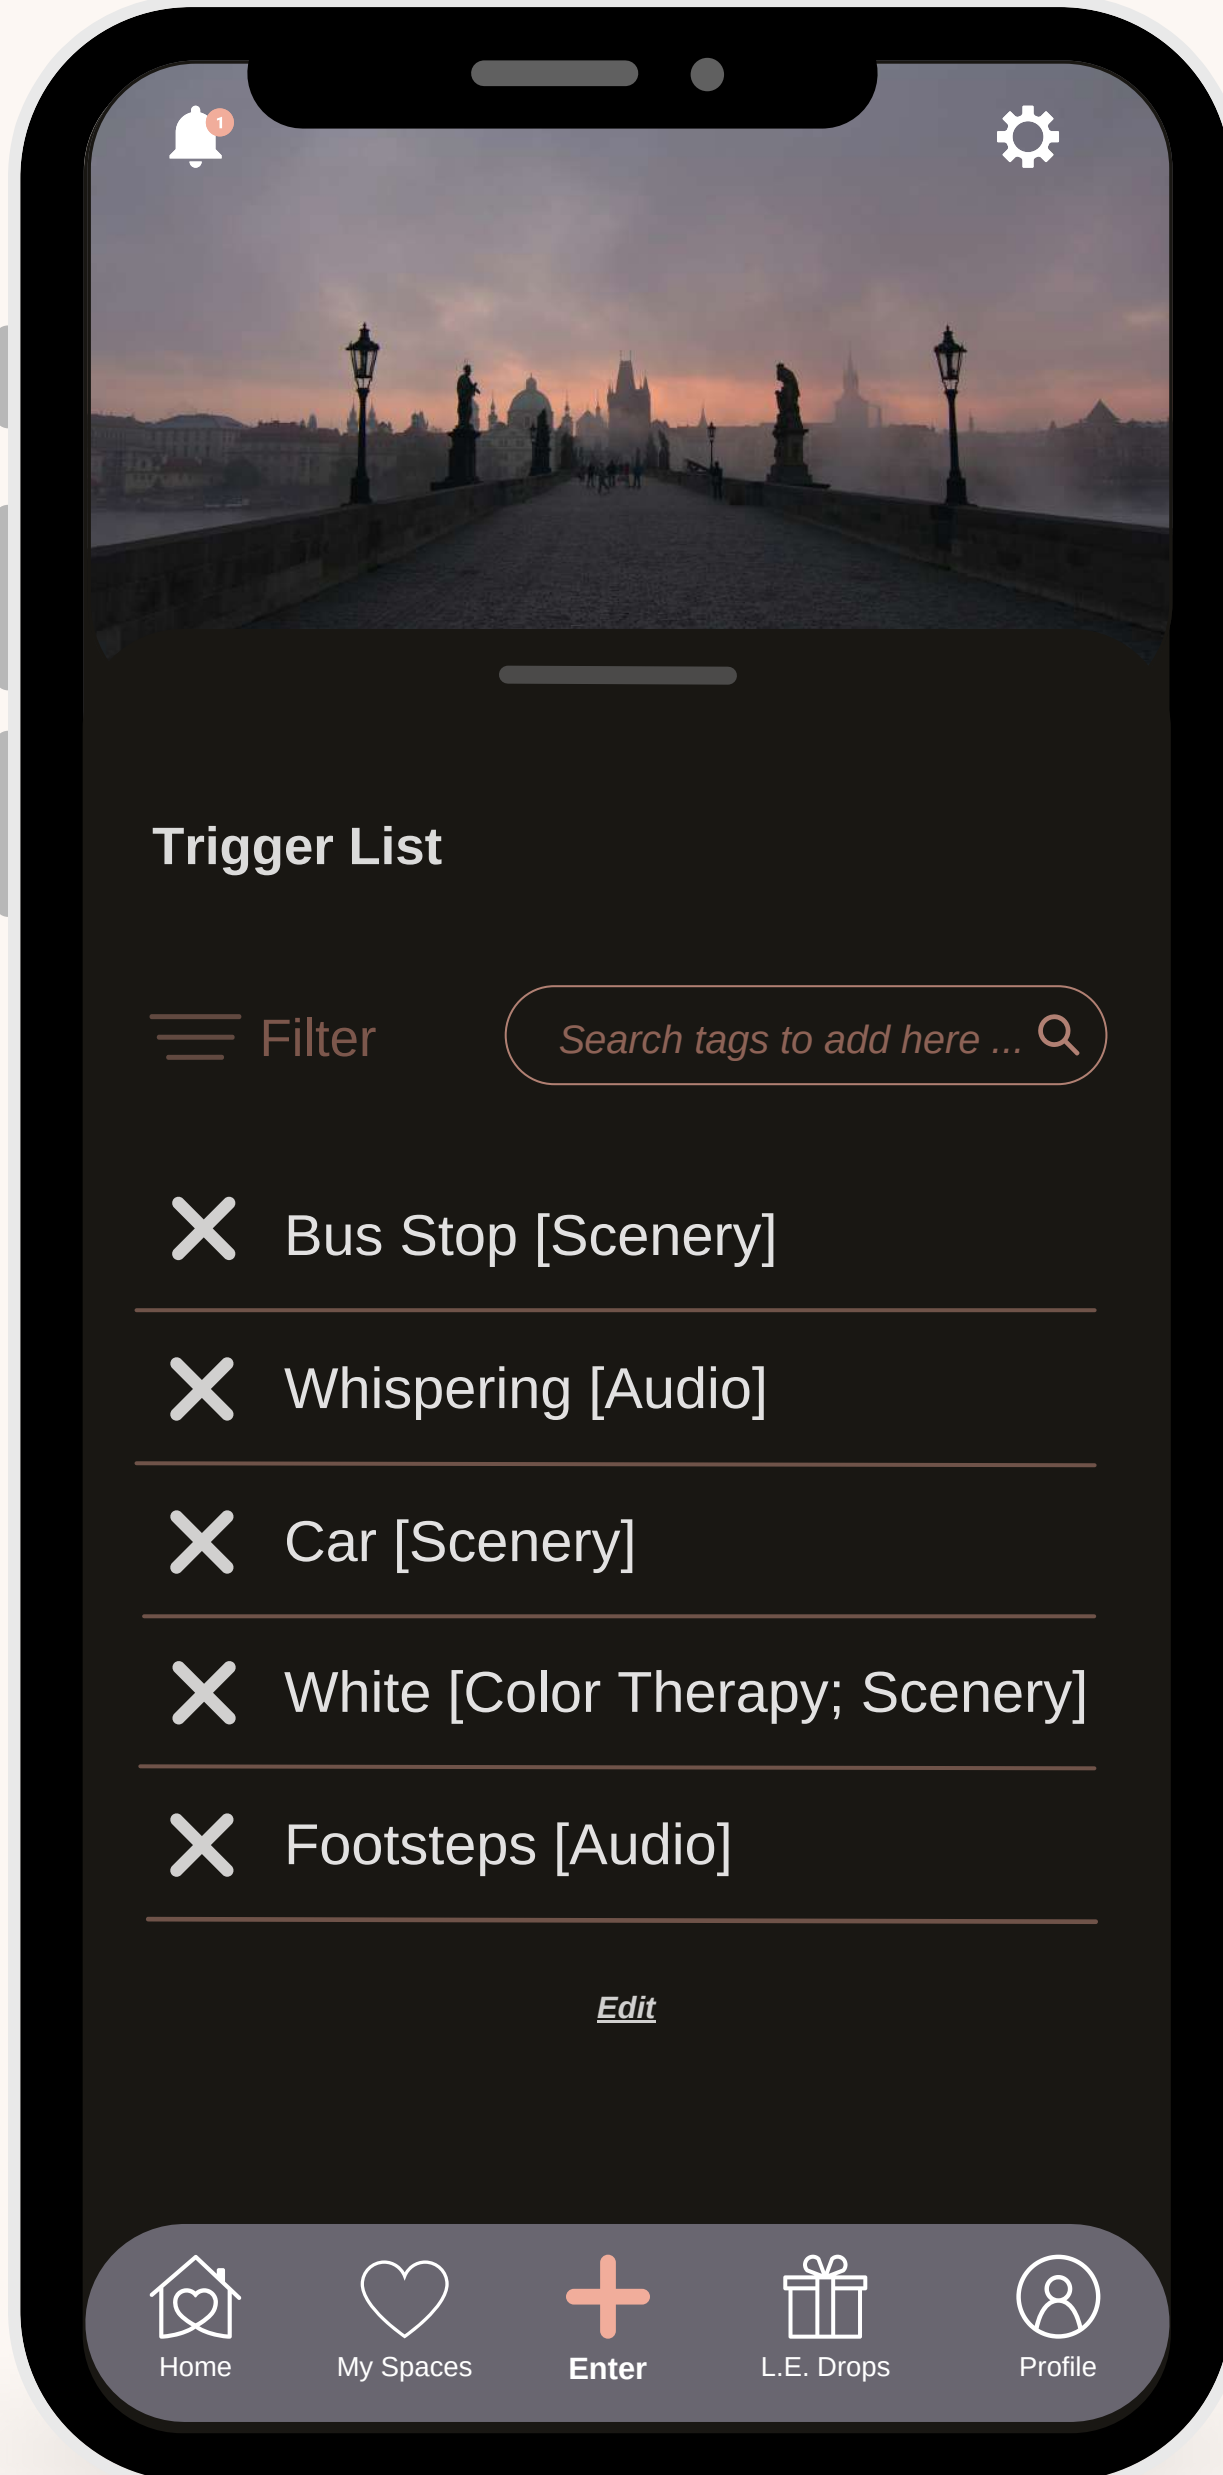 1
Trigger List
Filter
Search tags to add here ...
Bus Stop [Scenery]
Whispering [Audio]
Car [Scenery]
White [Color Therapy; Scenery]
Footsteps [Audio]
Edit
Home
My Spaces
Enter
L.E. Drops
Profile